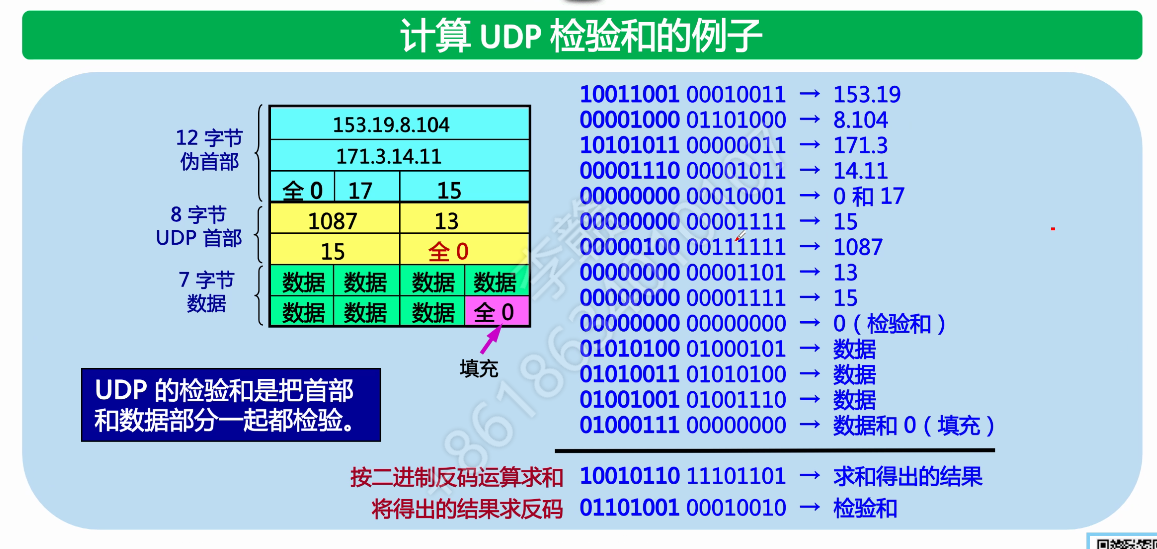 计算 UDP 检验和的例子
12 字节
伪首部
153.19.8.104
171.3.14.11
全 0 17 15
8 字节
UDP 首部
1087 13
15 全 0
7 字节
数据
数据 数据 数据 数据
数据 数据 数据 全 0
填充
UDP 的检验和是把首部
和数据部分一起都检验。
10011001 00010011 → 153.19
00001000 01101000 → 8.104
10101011 00000011 → 171.3
00001110 00001011 → 14.11
00000000 00010001 → 0 和 17
00000000 00001111 → 15
00000100 00111111 → 1087
00000000 00001101 → 13
00000000 00001111 → 15
00000000 00000000 → 0（检验和）
01010100 01000101 → 数据
01010011 01010100 → 数据
01001001 01001110 → 数据
01000111 00000000 → 数据和 0（填充）
按二进制反码运算求和 10010110 11101101 → 求和得出的结果
将得出的结果求反码 01101001 00010010 → 检验和